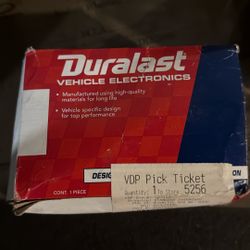 Duralast
VEHICLE ELECTRONICS
• Manufactured using high-quality
materials for long life
• Vehicle specific design
for top performance
VDP Pick Ticket
Quantity: 1 To Store 5256
CONT. 1 PIECE